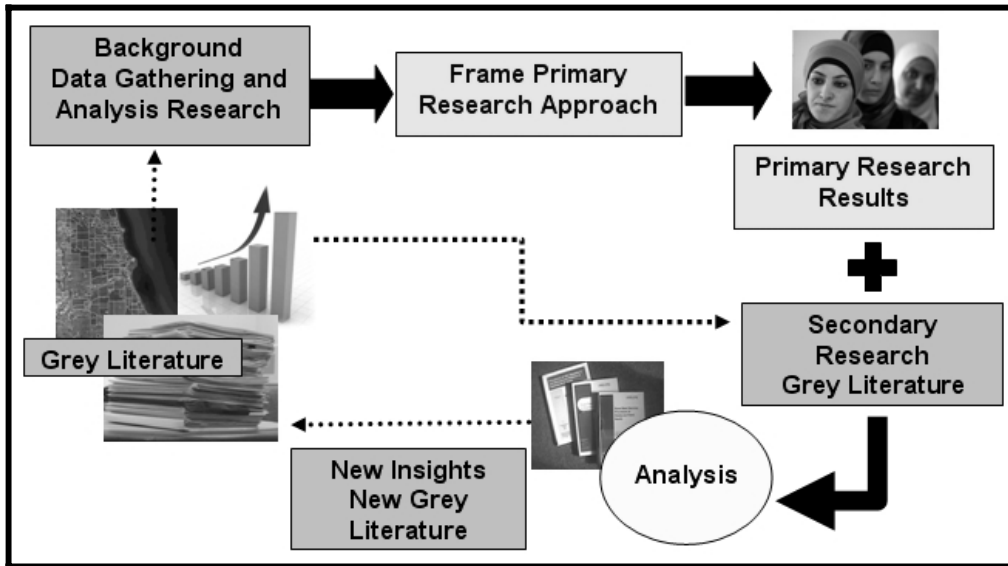 Background
Data Gathering and
Analysis Research
Frame Primary
Research Approach
Primary Research
Results
Secondary
Research
Grey Literature
Analysis
New Insights
New Grey
Literature
Grey Literature